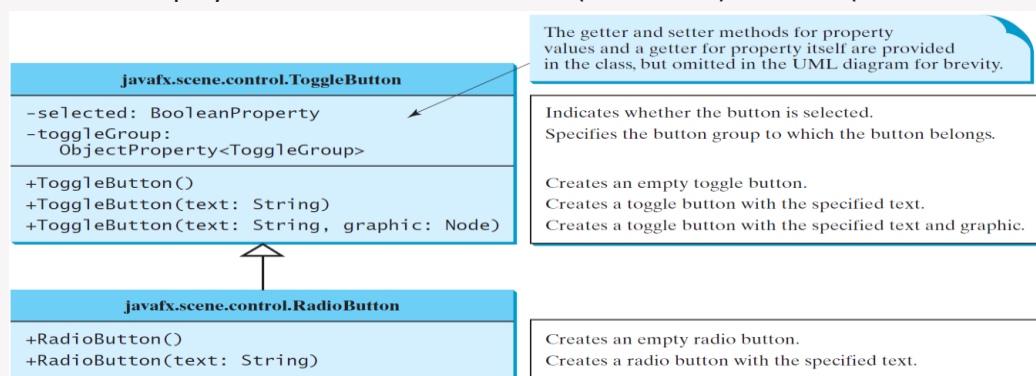 The getter and setter methods for property
values and a getter for property itself are provided
in the class, but omitted in the UML diagram for brevity.
javafx.scene.control.ToggleButton
-selected: BooleanProperty
-toggleGroup:
ObjectProperty<ToggleGroup>
+ToggleButton()
+ToggleButton(text: String)
+ToggleButton(text: String, graphic: Node)
Indicates whether the button is selected.
Specifies the button group to which the button belongs.
Creates an empty toggle button.
Creates a toggle button with the specified text.
Creates a toggle button with the specified text and graphic.
javafx.scene.control.RadioButton
+RadioButton()
+RadioButton(text: String)
Creates an empty radio button.
Creates a radio button with the specified text.